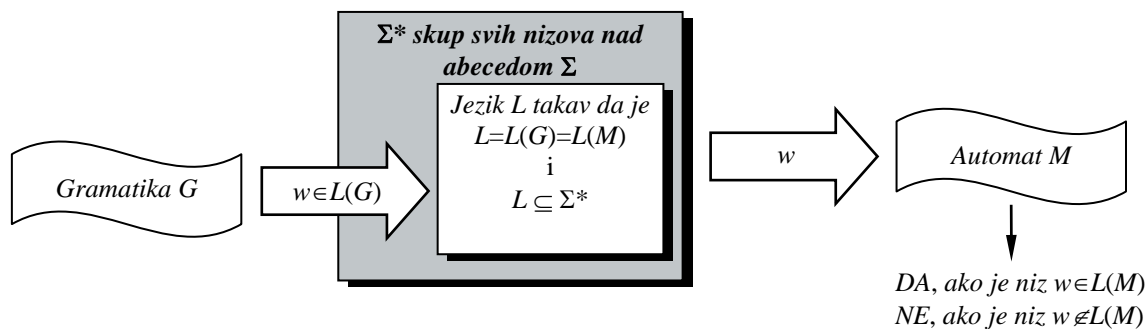 Σ* skup svih nizova nad
abecedom Σ
Jezik L takav da je
L=L(G)=L(M)
i
L ⊆ Σ*
Gramatika G
w∈L(G)
w
Automat M
DA, ako je niz w∈L(M)
NE, ako je niz w∉L(M)